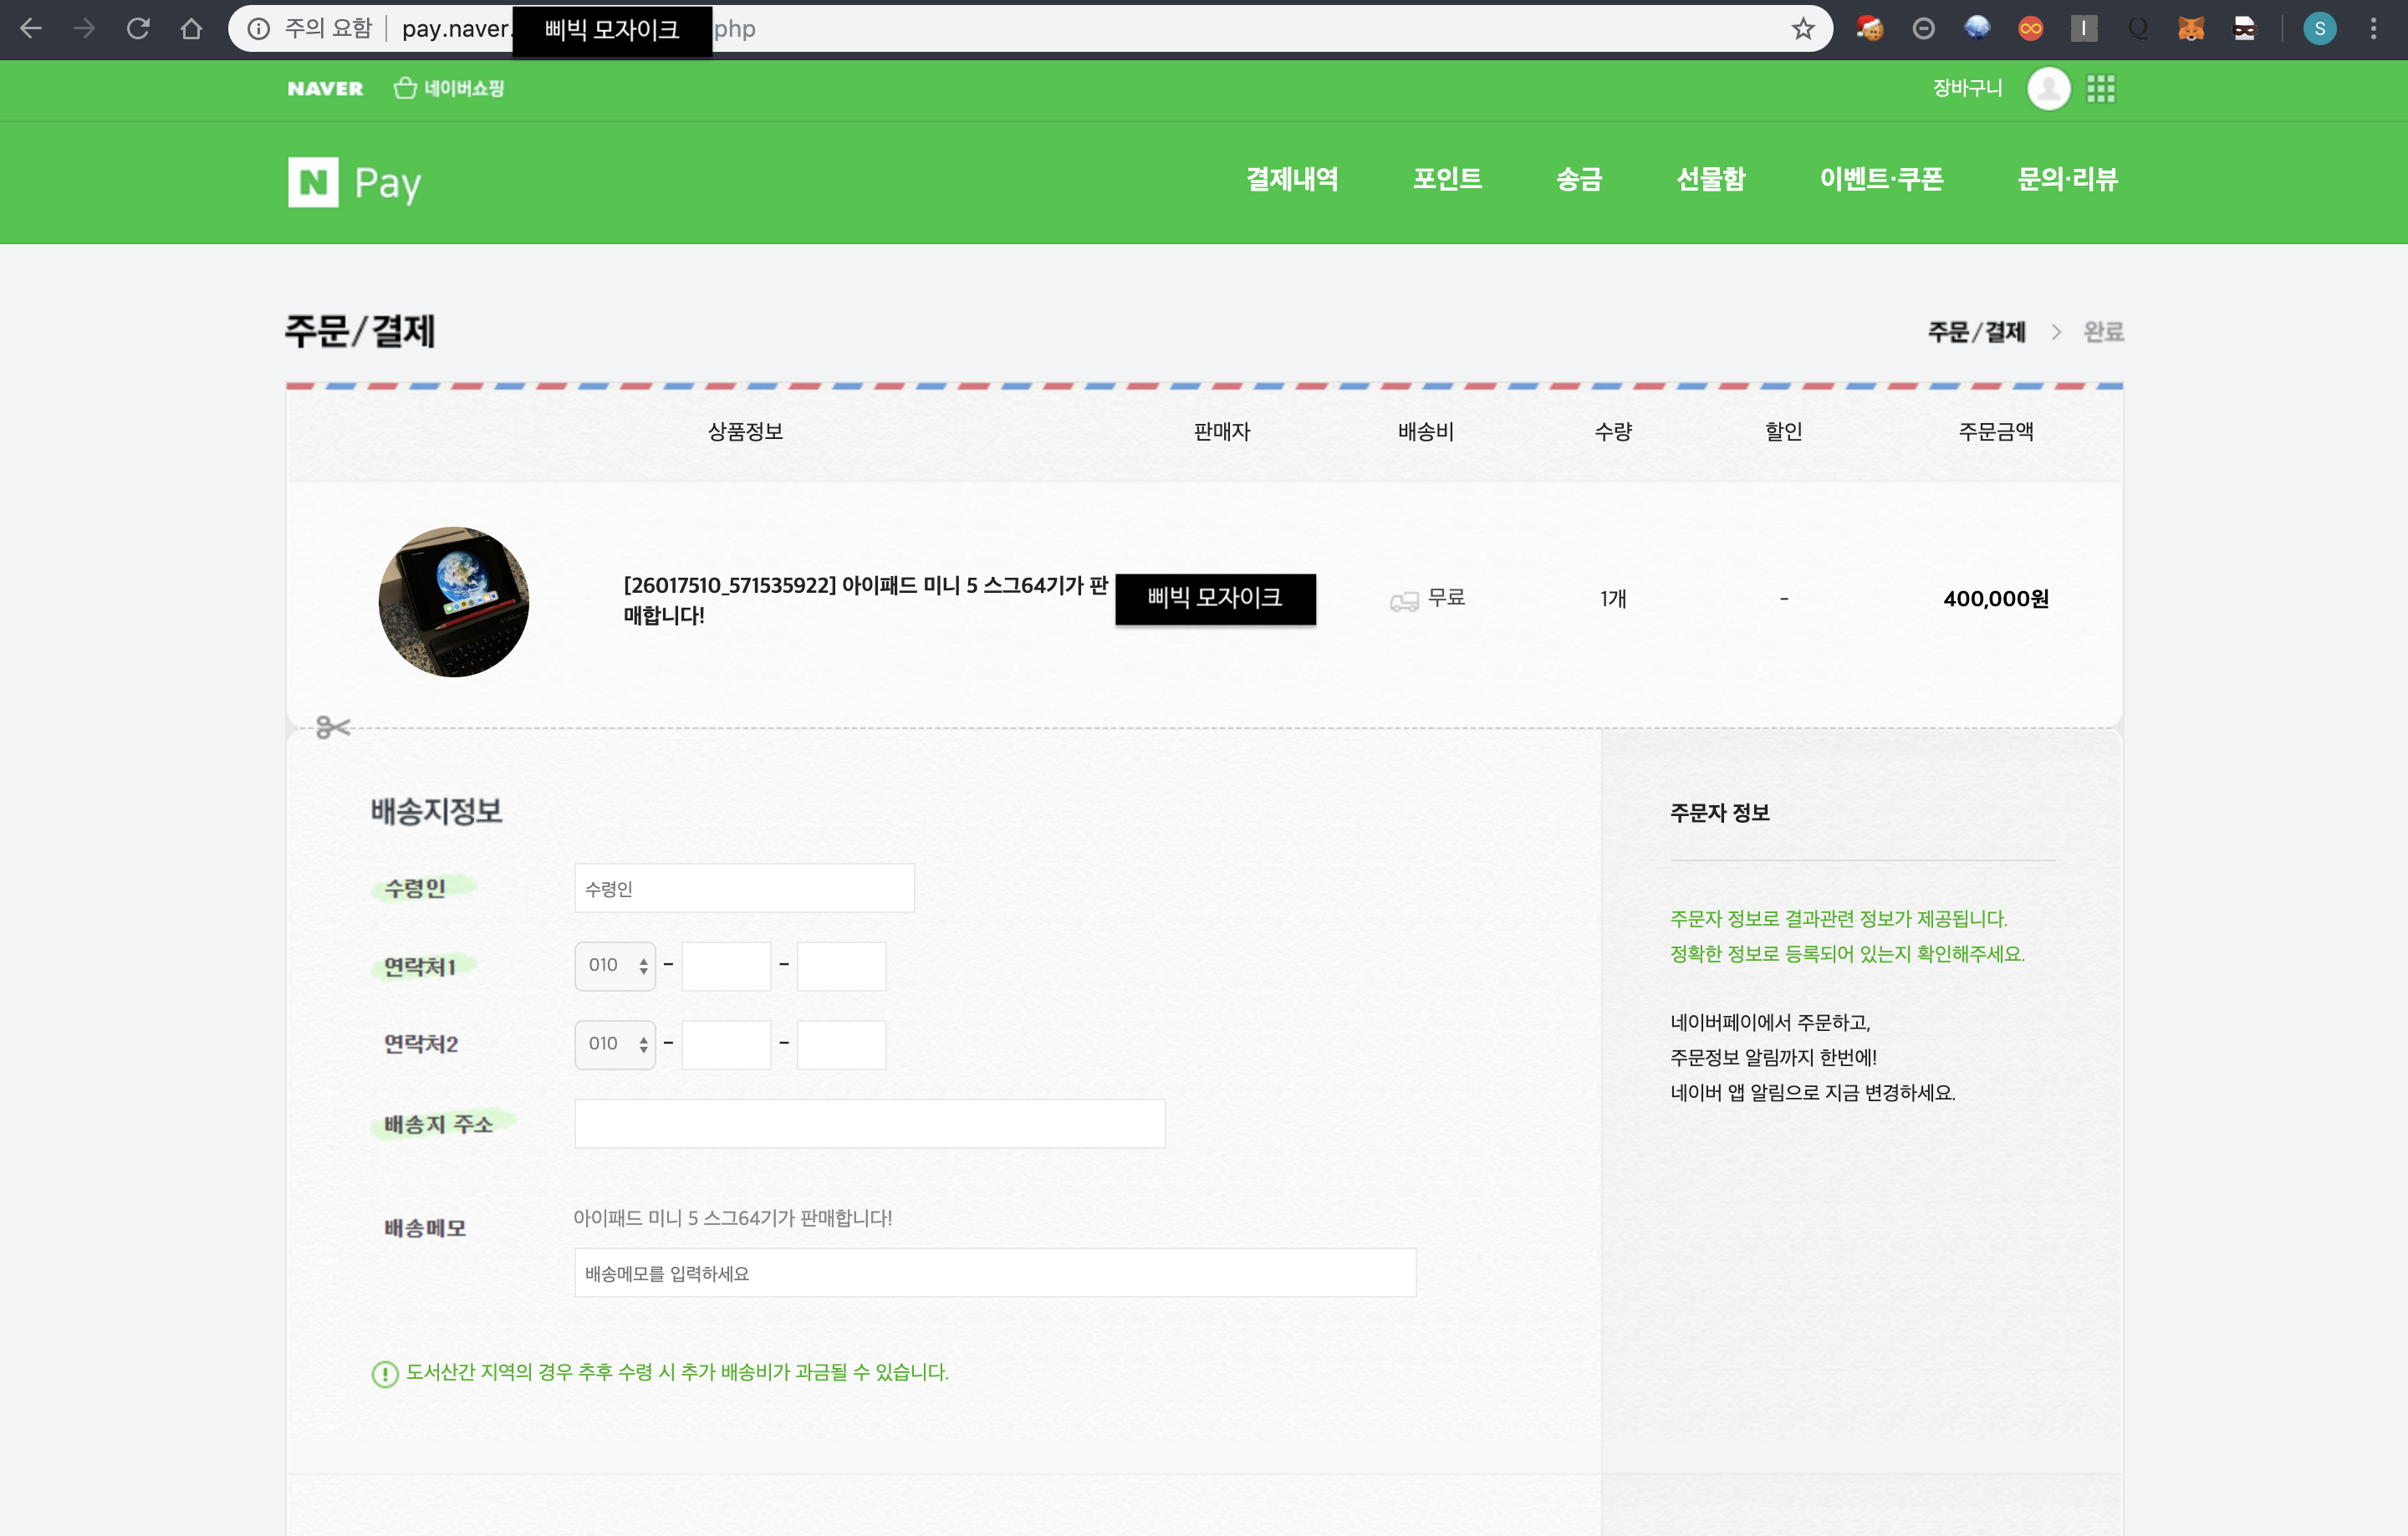 주의 요함 pay.naver. 삐빅 모자이크 php
S
NAVER 네이버쇼핑 장바구니
N Pay 결제내역 포인트 송금 선물함 이벤트·쿠폰 문의·리뷰
주문/결제 주문/결제 > 완료
상품정보 판매자 배송비 수량 할인 주문금액
[26017510_571535922] 아이패드 미니 5 스그64기가 판
매합니다!
삐빅 모자이크 무료 1개 - 400,000원
배송지정보
수령인 수령인
연락처1 010 - -
연락처2 010 - -
배송지 주소
배송메모 아이패드 미니 5 스그64기가 판매합니다!
배송메모를 입력하세요
도서산간 지역의 경우 추후 수령 시 추가 배송비가 과금될 수 있습니다.
주문자 정보
주문자 정보로 결과관련 정보가 제공됩니다.
정확한 정보로 등록되어 있는지 확인해주세요.
네이버페이에서 주문하고,
주문정보 알림까지 한번에!
네이버 앱 알림으로 지금 변경하세요.